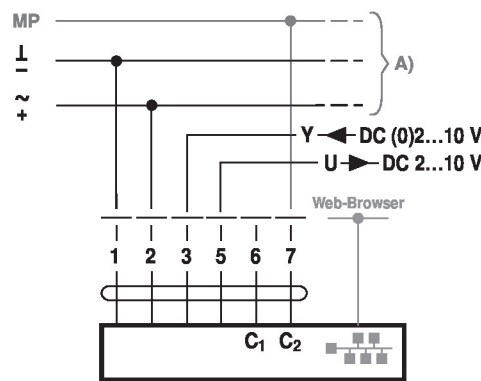 MP
⊥
–
A)
~
+
Y DC (0)2...10 V
U DC 2...10 V
Web-Browser
1 2 3 5 6 7
C₁ C₂